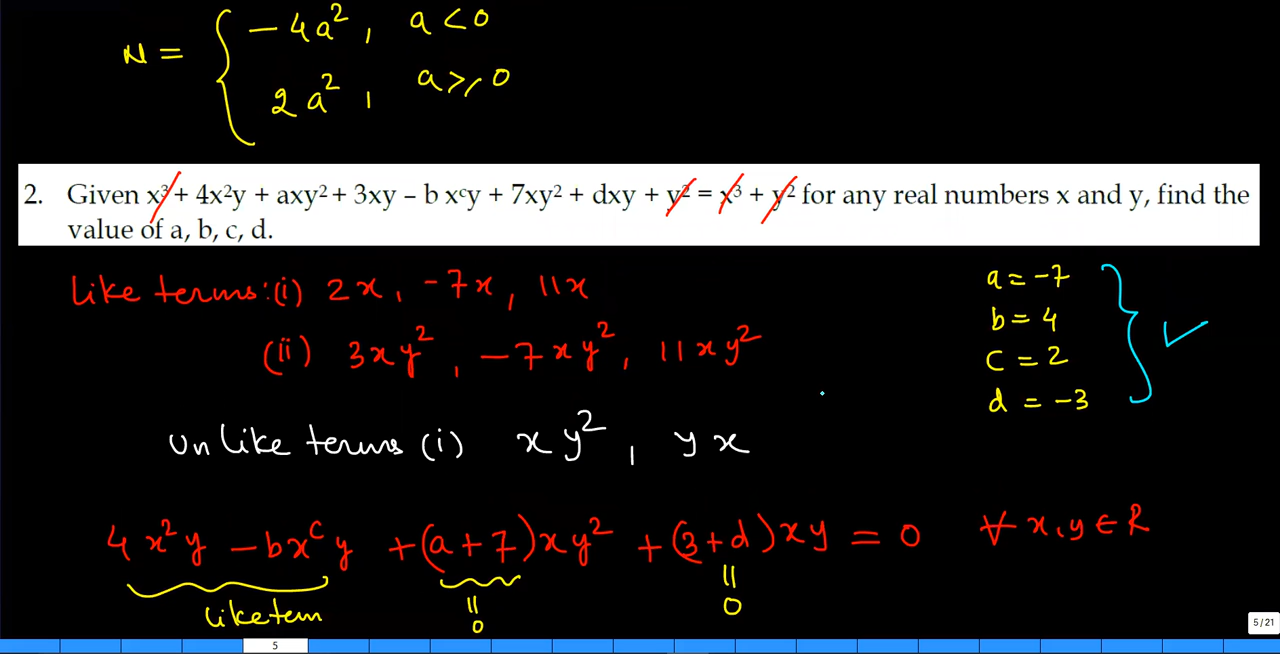 N = { -4a², a < 0
2a², a ≥ 0
2. Given x³ + 4x²y + axy² + 3xy – b xᶜy + 7xy² + dxy + y² = x³ + y² for any real numbers x and y, find the
value of a, b, c, d.
like terms: (i) 2x, -7x, 11x
(ii) 3xy², -7xy², 11xy²
a = -7
b = 4
c = 2
d = -3
unlike terms (i) xy², yx
4x²y - bxᶜy + (a+7)xy² + (3+d)xy = 0 ∀ x, y ∈ R
like term
=
0
=
0
5
5 / 21